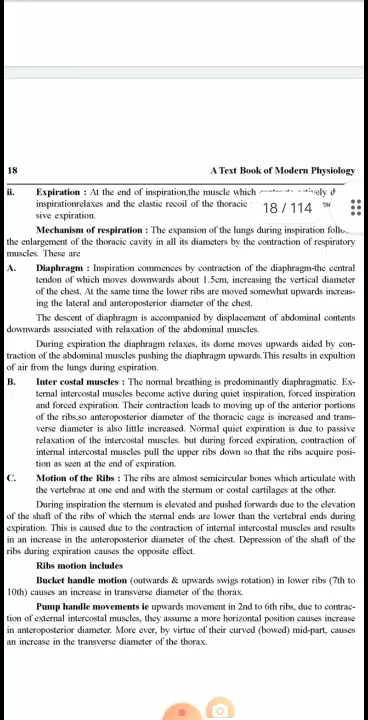 18 A Text Book of Modern Physiology
ii. Expiration : At the end of inspiration,the muscle which
inspirationrelaxes and the elastic recoil of the thoracic
18 / 114
sive expiration.
Mechanism of respiration : The expansion of the lungs during inspiration
the enlargement of the thoracic cavity in all its diameters by the contraction of respiratory
muscles. These are
A. Diaphragm : Inspiration commences by contraction of the diaphragm-the central
tendon of which moves downwards about 1.5cm, increasing the vertical diameter
of the chest. At the same time the lower ribs are moved somewhat upwards increas-
ing the lateral and anteroposterior diameter of the chest.
The descent of diaphragm is accompanied by displacement of abdominal contents
downwards associated with relaxation of the abdominal muscles.
During expiration the diaphragm relaxes, its dome moves upwards aided by con-
traction of the abdominal muscles pushing the diaphragm upwards.This results in expultion
of air from the lungs during expiration.
B. Inter costal muscles : The normal breathing is predominantly diaphragmatic. Ex-
ternal intercostal muscles become active during quiet inspiration, forced inspiration
and forced expiration. Their contraction leads to moving up of the anterior portions
of the ribs,so anteroposterior diameter of the thoracic cage is increased and trans-
verse diameter is also little increased. Normal quiet expiration is due to passive
relaxation of the intercostal muscles. but during forced expiration, contraction of
internal intercostal muscles pull the upper ribs down so that the ribs acquire posi-
tion as seen at the end of expiration.
C. Motion of the Ribs : The ribs are almost semicircular bones which articulate with
the vertebrae at one end and with the sternum or costal cartilages at the other.
During inspiration the sternum is elevated and pushed forwards due to the elevation
of the shaft of the ribs of which the sternal ends are lower than the vertebral ends during
expiration. This is caused due to the contraction of internal intercostal muscles and results
in an increase in the anteroposterior diameter of the chest. Depression of the shaft of the
ribs during expiration causes the opposite effect.
Ribs motion includes
Bucket handle motion (outwards & upwards swigs rotation) in lower ribs (7th to
10th) causes an increase in transverse diameter of the thorax.
Pump handle movements ie upwards movement in 2nd to 6th ribs, due to contrac-
tion of external intercostal muscles, they assume a more horizontal position causes increase
in anteroposterior diameter. More ever, by virtue of their curved (bowed) mid-part, causes
an increase in the transverse diameter of the thorax.